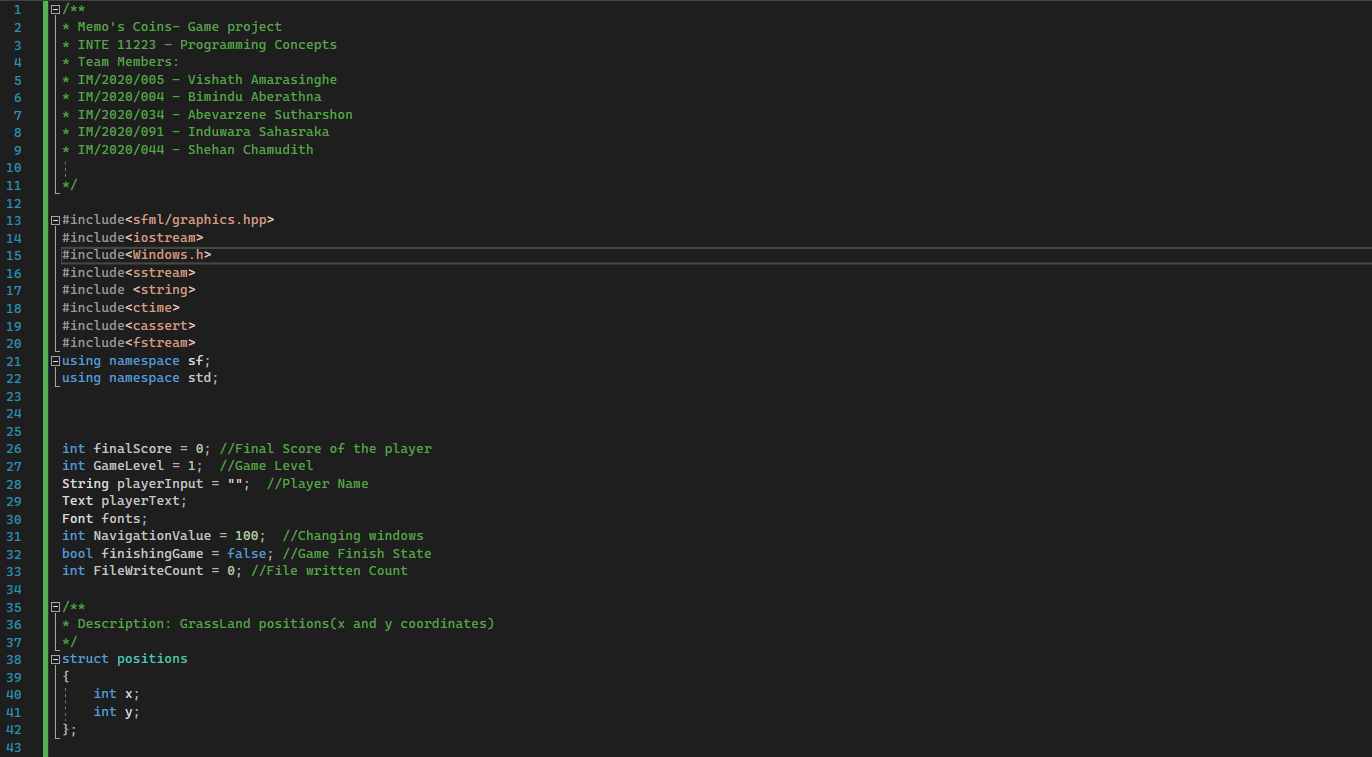 1 /**
2 * Memo's Coins- Game project
3 * INTE 11223 - Programming Concepts
4 * Team Members:
5 * IM/2020/005 - Vishath Amarasinghe
6 * IM/2020/004 - Bimindu Aberathna
7 * IM/2020/034 - Abevarzene Sutharshon
8 * IM/2020/091 - Induwara Sahasraka
9 * IM/2020/044 - Shehan Chamudith
10
11 */
12
13 #include<sfml/graphics.hpp>
14 #include<iostream>
15 #include<Windows.h>
16 #include<sstream>
17 #include <string>
18 #include<ctime>
19 #include<cassert>
20 #include<fstream>
21 using namespace sf;
22 using namespace std;
23
24
25
26 int finalScore = 0; //Final Score of the player
27 int GameLevel = 1;  //Game Level
28 String playerInput = "";  //Player Name
29 Text playerText;
30 Font fonts;
31 int NavigationValue = 100;  //Changing windows
32 bool finishingGame = false; //Game Finish State
33 int FileWriteCount = 0; //File written Count
34
35 /**
36 * Description: GrassLand positions(x and y coordinates)
37 */
38 struct positions
39 {
40     int x;
41     int y;
42 };
43